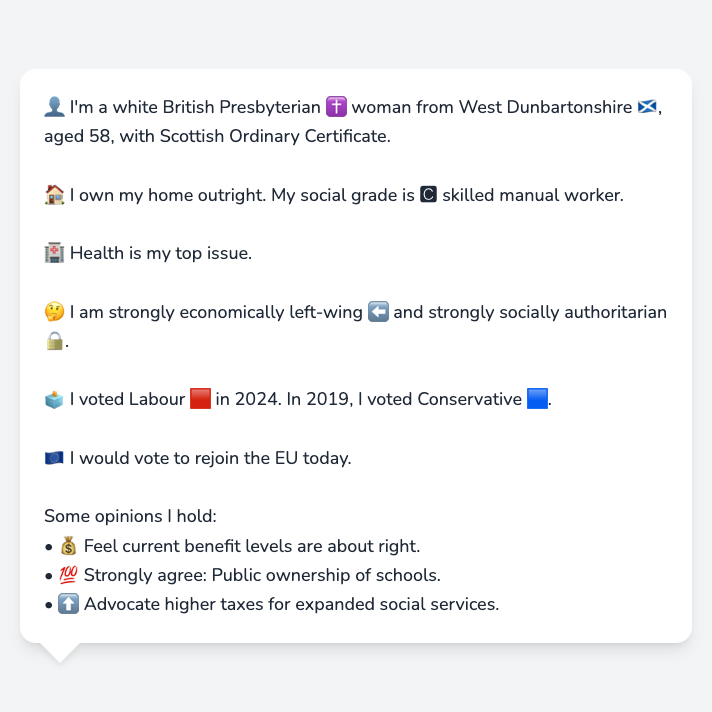 👤 I'm a white British Presbyterian ✝️ woman from West Dunbartonshire 🏴󠁧󠁢󠁳󠁣󠁴󠁿,
aged 58, with Scottish Ordinary Certificate.
🏠 I own my home outright. My social grade is 🅲 skilled manual worker.
🏥 Health is my top issue.
🤔 I am strongly economically left-wing ⬅️ and strongly socially authoritarian
🔒.
🗳️ I voted Labour 🟥 in 2024. In 2019, I voted Conservative 🟦.
🇪🇺 I would vote to rejoin the EU today.
Some opinions I hold:
• 💰 Feel current benefit levels are about right.
• 💯 Strongly agree: Public ownership of schools.
• ⬆️ Advocate higher taxes for expanded social services.